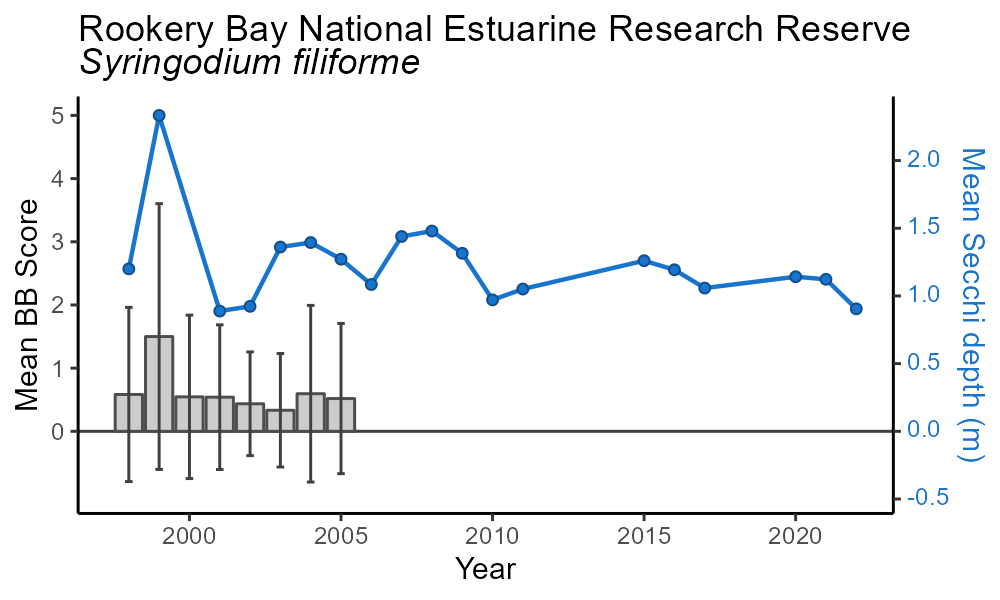 Rookery Bay National Estuarine Research Reserve
Syringodium filiforme
5
4
3
2
1
0
Mean BB Score
2.0
1.5
1.0
0.5
0.0
-0.5
Mean Secchi depth (m)
2000 2005 2010 2015 2020
Year